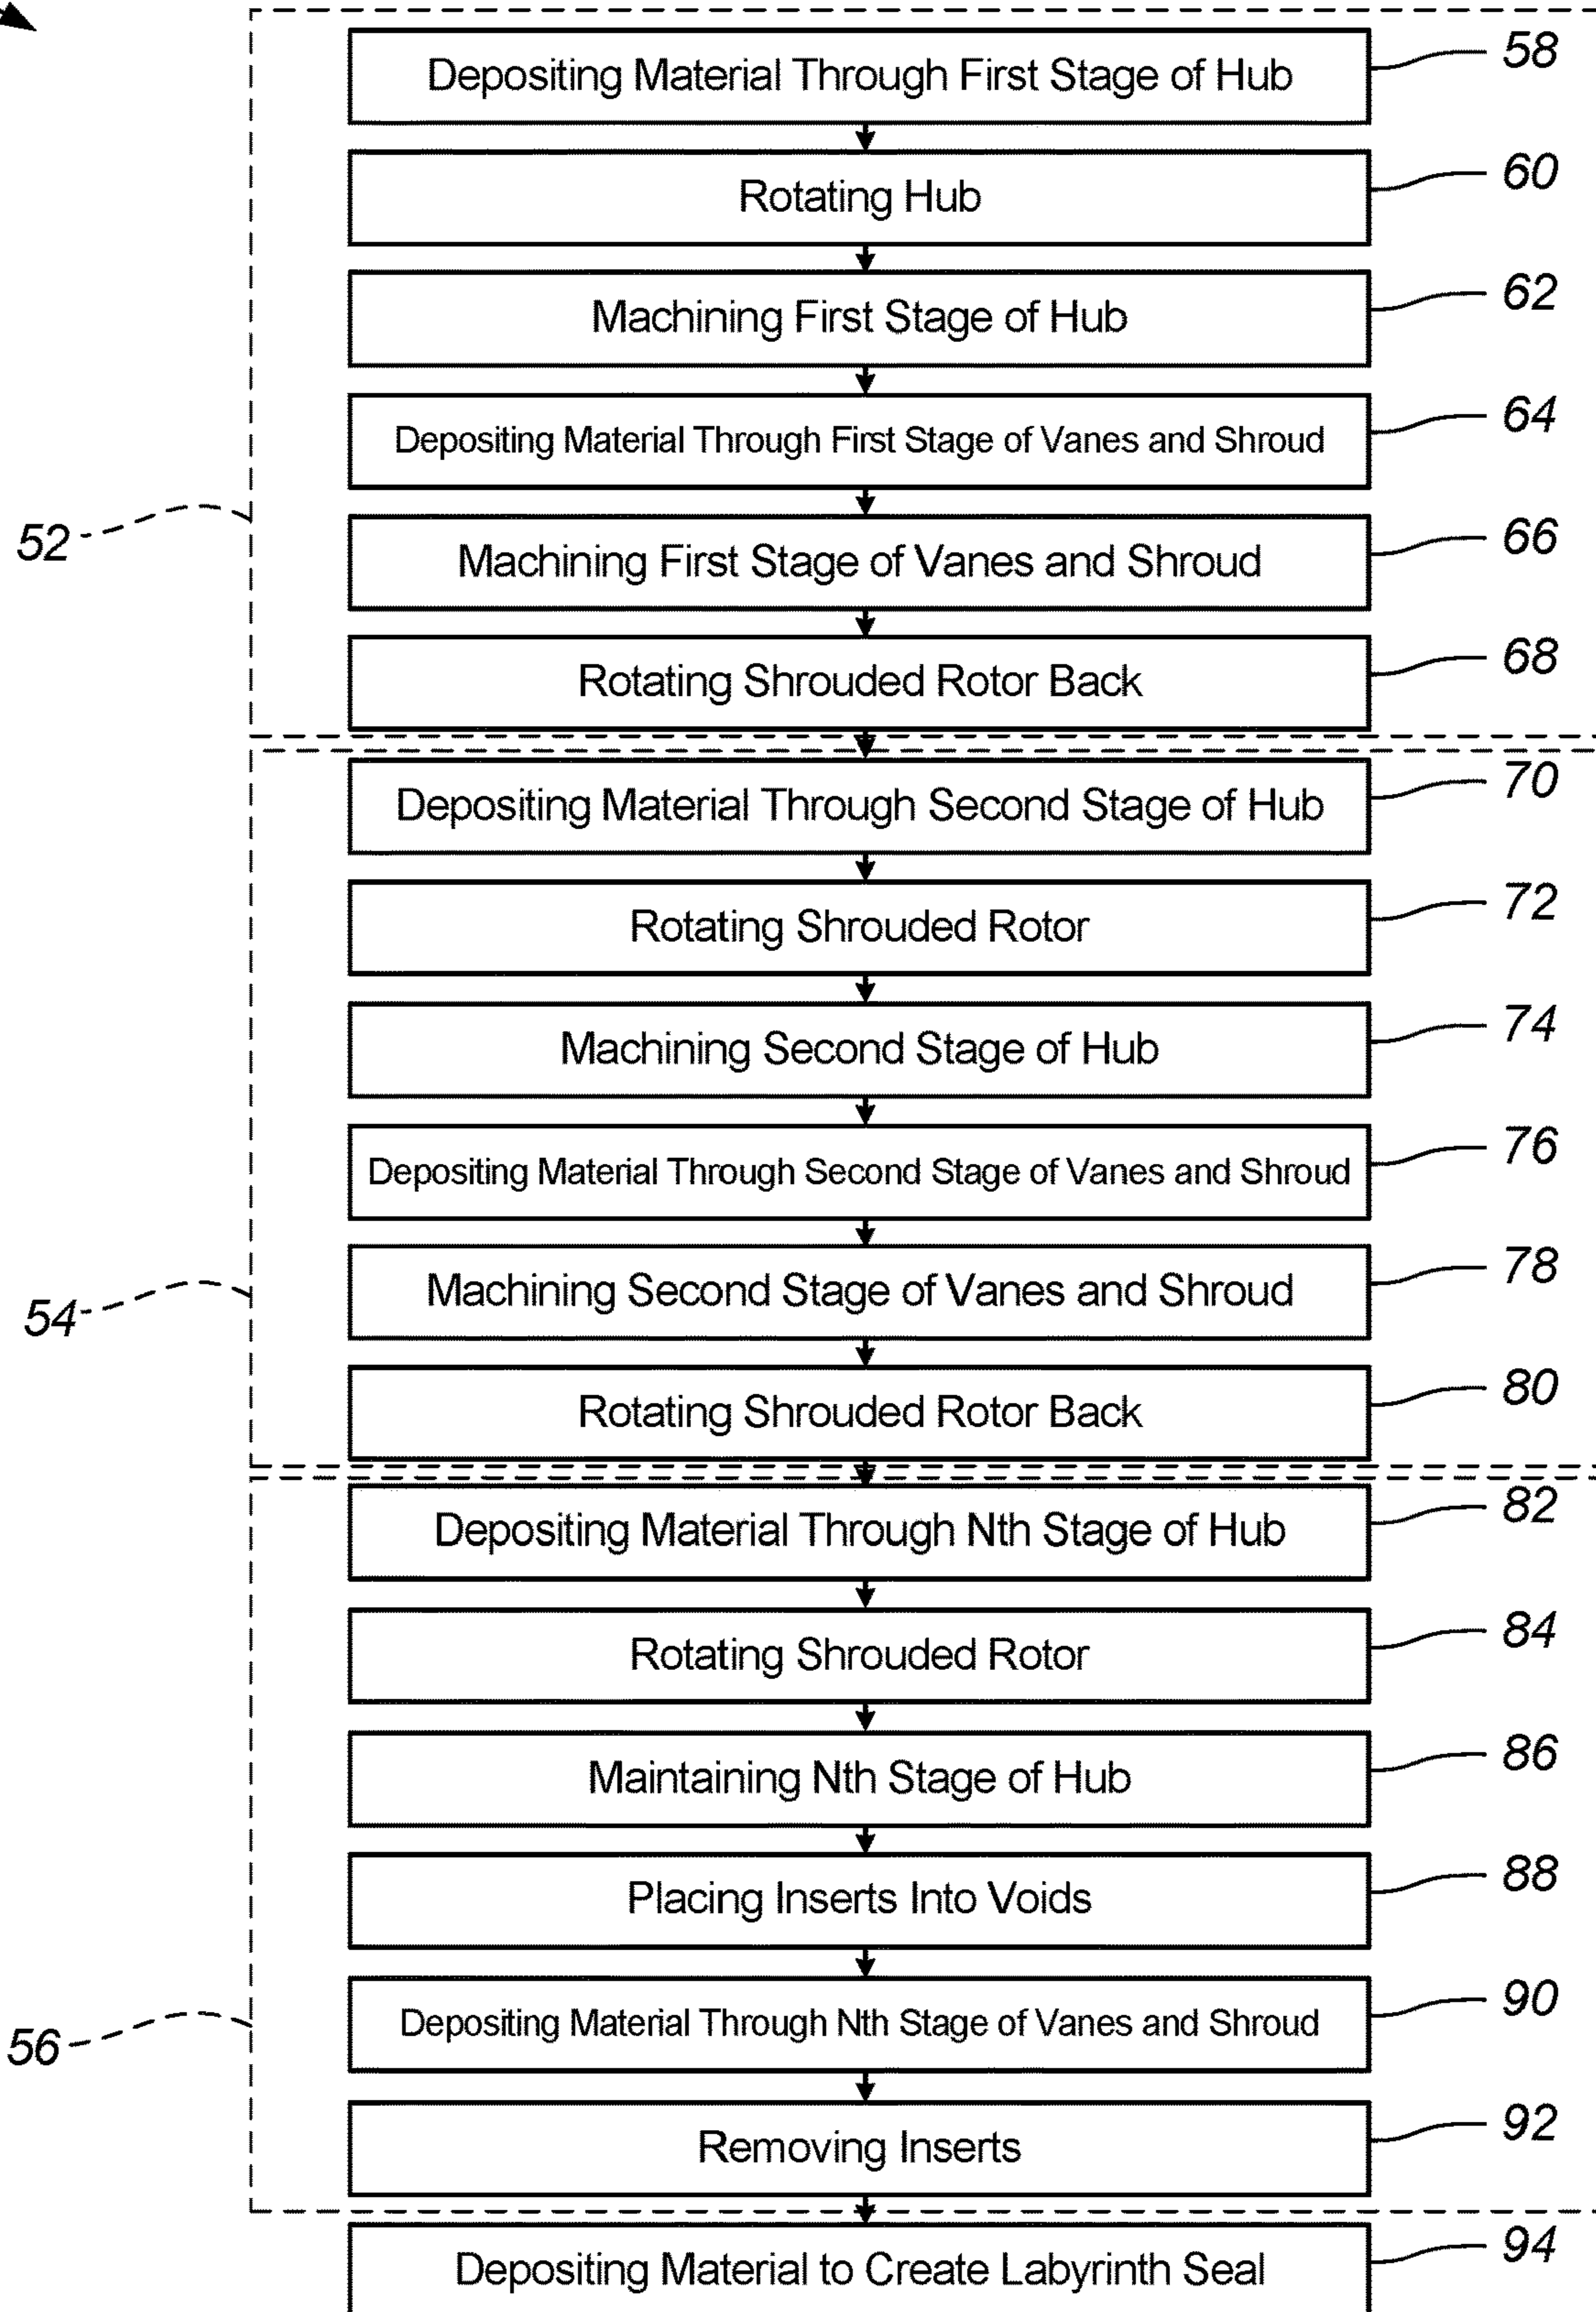 Depositing Material Through First Stage of Hub 58
Rotating Hub 60
Machining First Stage of Hub 62
Depositing Material Through First Stage of Vanes and Shroud 64
Machining First Stage of Vanes and Shroud 66
52
Rotating Shrouded Rotor Back 68
Depositing Material Through Second Stage of Hub 70
Rotating Shrouded Rotor 72
Machining Second Stage of Hub 74
Depositing Material Through Second Stage of Vanes and Shroud 76
Machining Second Stage of Vanes and Shroud 78
54
Rotating Shrouded Rotor Back 80
Depositing Material Through Nth Stage of Hub 82
Rotating Shrouded Rotor 84
Maintaining Nth Stage of Hub 86
Placing Inserts Into Voids 88
Depositing Material Through Nth Stage of Vanes and Shroud 90
56
Removing Inserts 92
Depositing Material to Create Labyrinth Seal 94